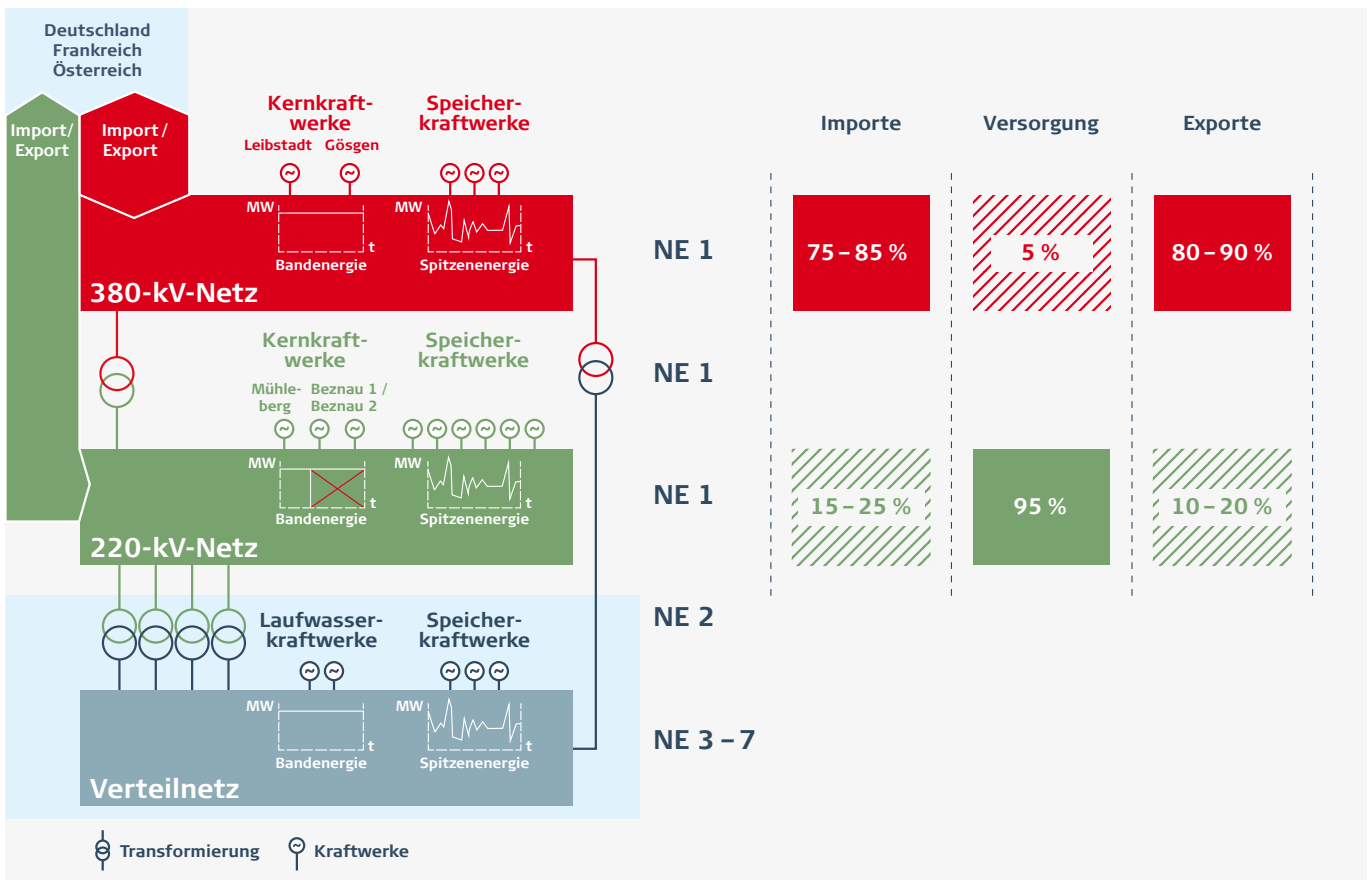 Deutschland
Frankreich
Österreich
Import/
Export
Import /
Export
Kernkraft-
werke
Leibstadt Gösgen
Speicher-
kraftwerke
MW
t
Bandenergie
MW
t
Spitzenenergie
380-kV-Netz
Kernkraft-
werke
Mühle-
berg
Beznau 1 /
Beznau 2
Speicher-
kraftwerke
MW
t
Bandenergie
MW
t
Spitzenenergie
220-kV-Netz
Laufwasser-
kraftwerke
Speicher-
kraftwerke
MW
t
Bandenergie
MW
t
Spitzenenergie
Verteilnetz
Transformierung
Kraftwerke
NE 1
NE 1
NE 1
NE 2
NE 3 – 7
Importe Versorgung Exporte
75 – 85 % 5 % 80 – 90 %
15 – 25 % 95 % 10 – 20 %